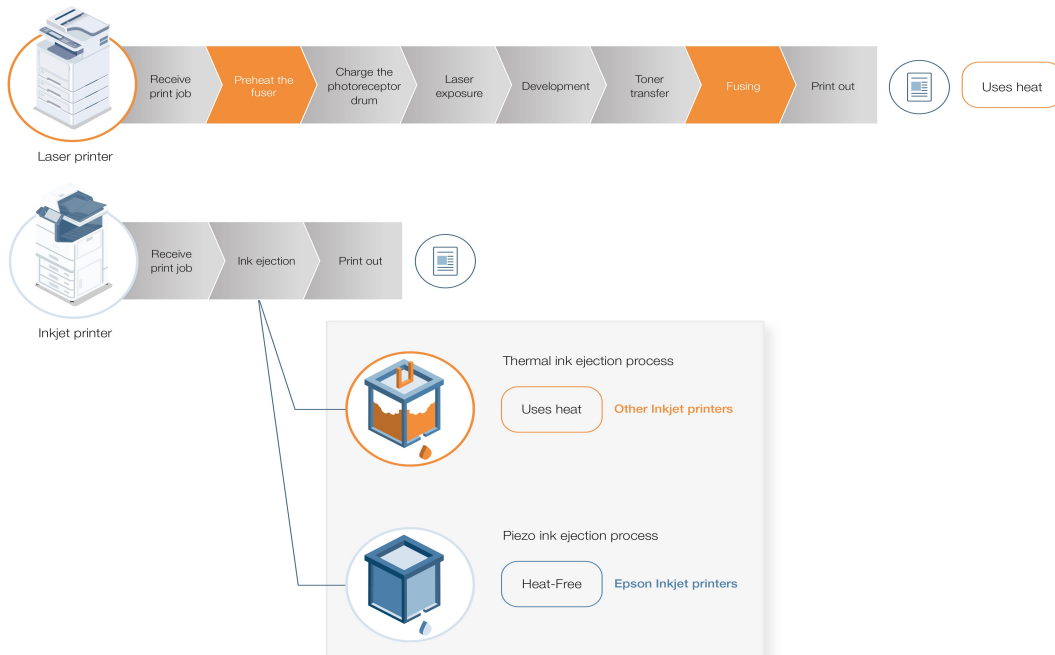 Receive
print job
Preheat the
fuser
Charge the
photoreceptor
drum
Laser
exposure
Development
Toner
transfer
Fusing
Print out
Uses heat
Laser printer
Receive
print job
Ink ejection
Print out
Inkjet printer
Thermal ink ejection process
Uses heat
Other Inkjet printers
Piezo ink ejection process
Heat-Free
Epson Inkjet printers